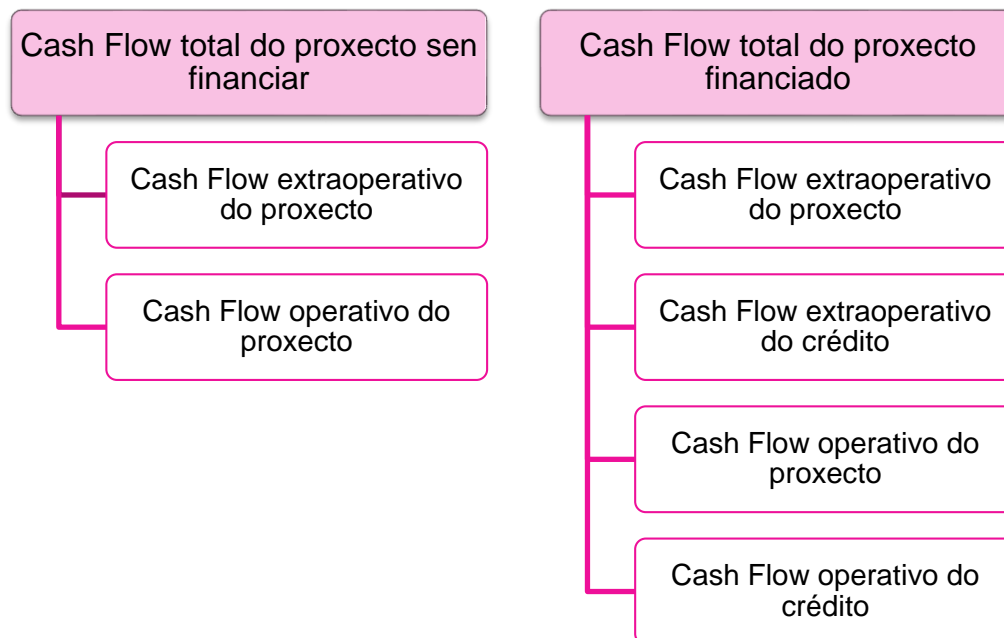 Cash Flow total do proxecto sen
financiar
Cash Flow extraoperativo
do proxecto
Cash Flow operativo do
proxecto
Cash Flow total do proxecto
financiado
Cash Flow extraoperativo
do proxecto
Cash Flow extraoperativo
do crédito
Cash Flow operativo do
proxecto
Cash Flow operativo do
crédito